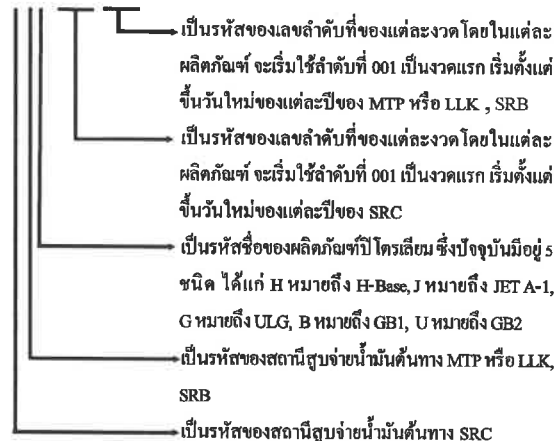 เป็นรหัสของเลขลำดับที่ของแต่ละงวด โดยในแต่ละ
ผลิตภัณฑ์ จะเริ่มใช้ลำดับที่ 001 เป็นงวดแรก เริ่มตั้งแต่
ขึ้นวันใหม่ของแต่ละปีของ MTP หรือ LLK , SRB
เป็นรหัสของเลขลำดับที่ของแต่ละงวด โดยในแต่ละ
ผลิตภัณฑ์ จะเริ่มใช้ลำดับที่ 001 เป็นงวดแรก เริ่มตั้งแต่
ขึ้นวันใหม่ของแต่ละปีของ SRC
เป็นรหัสชื่อของผลิตภัณฑ์ปิโตรเลียม ซึ่งปัจจุบันมีอยู่ 5
ชนิด ได้แก่ H หมายถึง H-Base, J หมายถึง JET A-1,
G หมายถึง ULG, B หมายถึง GB1, U หมายถึง GB2
เป็นรหัสของสถานีสูบจ่ายน้ำมันต้นทาง MTP หรือ LLK,
SRB
เป็นรหัสของสถานีสูบจ่ายน้ำมันต้นทาง SRC